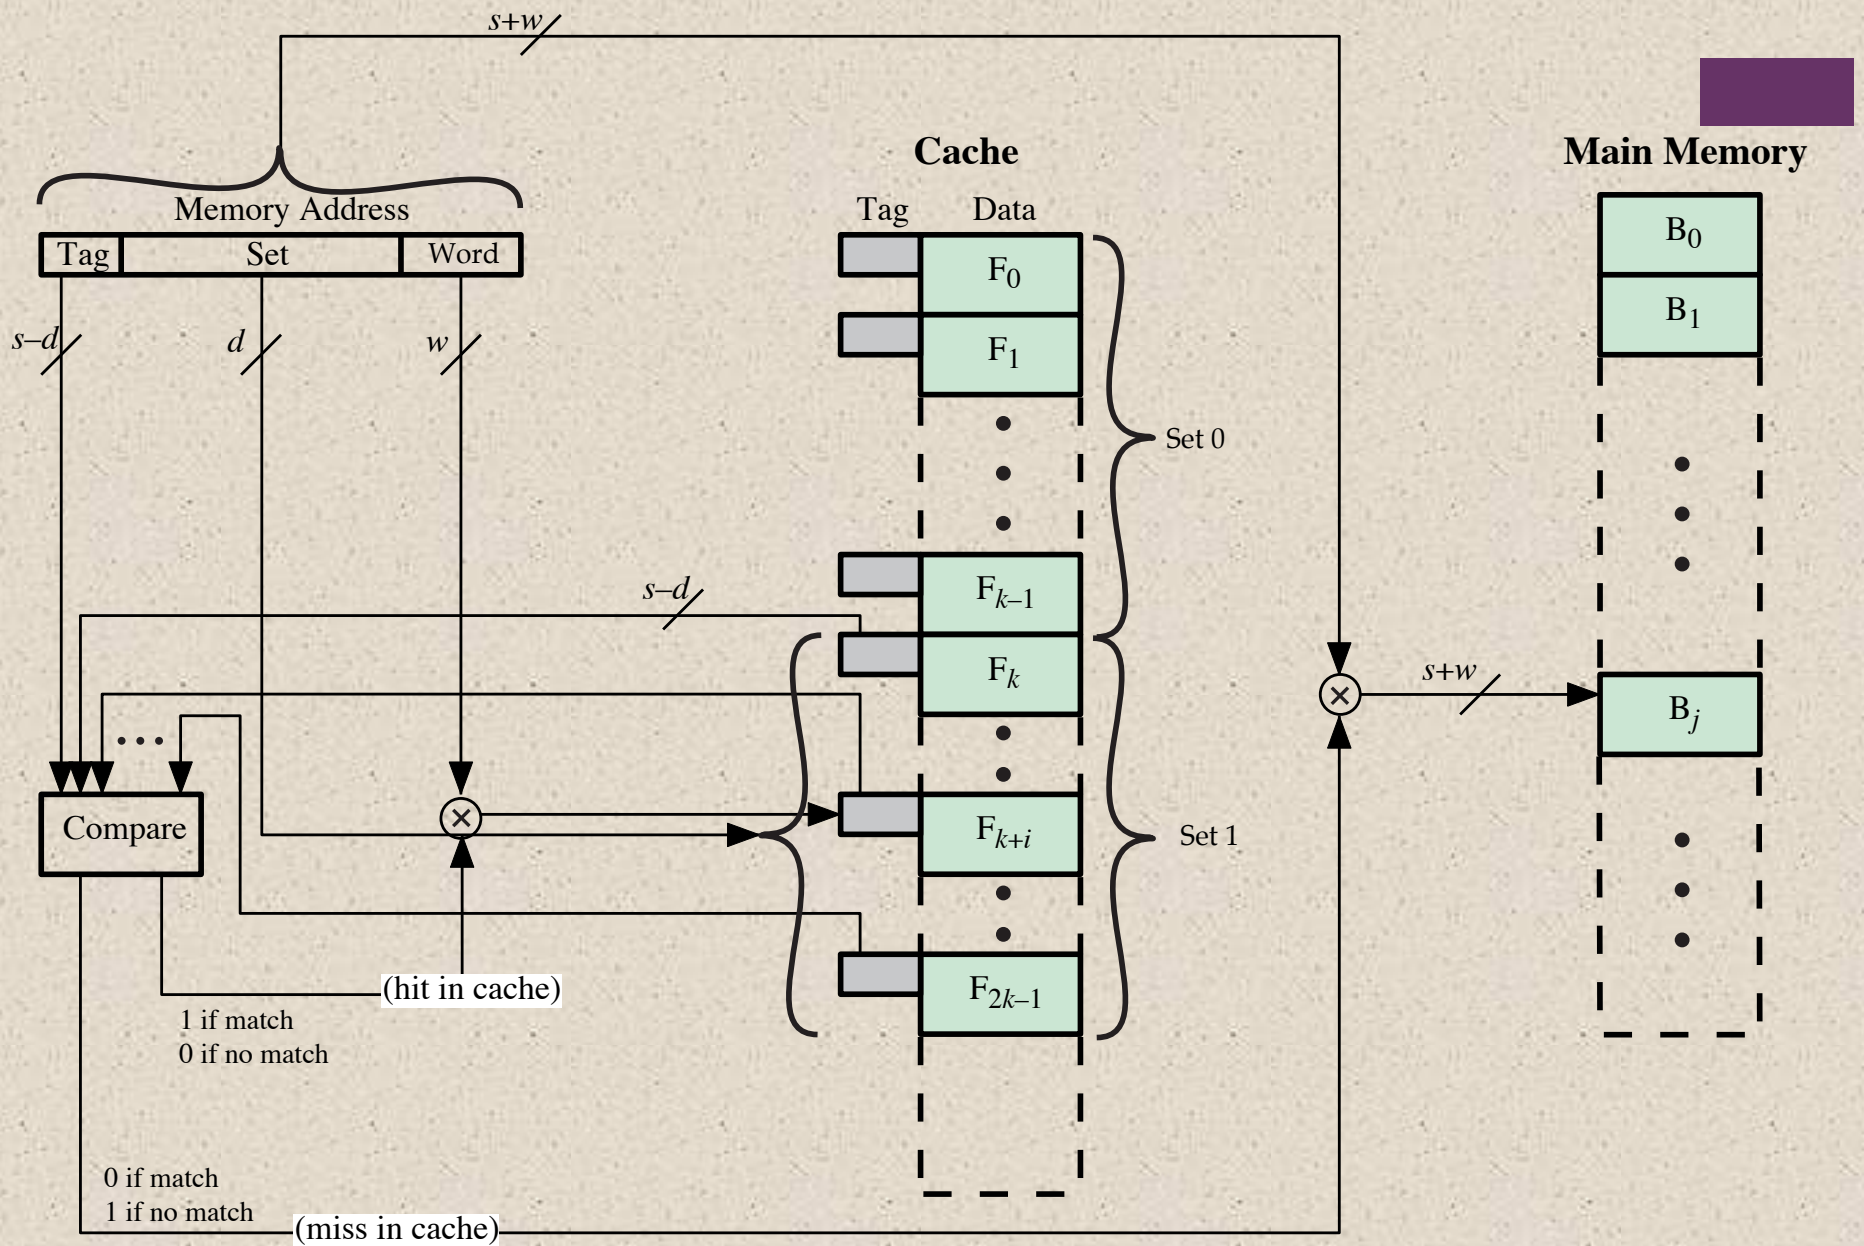 s+w
Cache
Main Memory
Memory Address
Tag Data
Tag Set Word
B0
B1
F0
F1
s–d
d
w
Set 0
s–d
Fk–1
Fk
s+w
Bj
Compare
Fk+i
Set 1
F2k–1
(hit in cache)
1 if match
0 if no match
0 if match
1 if no match
(miss in cache)